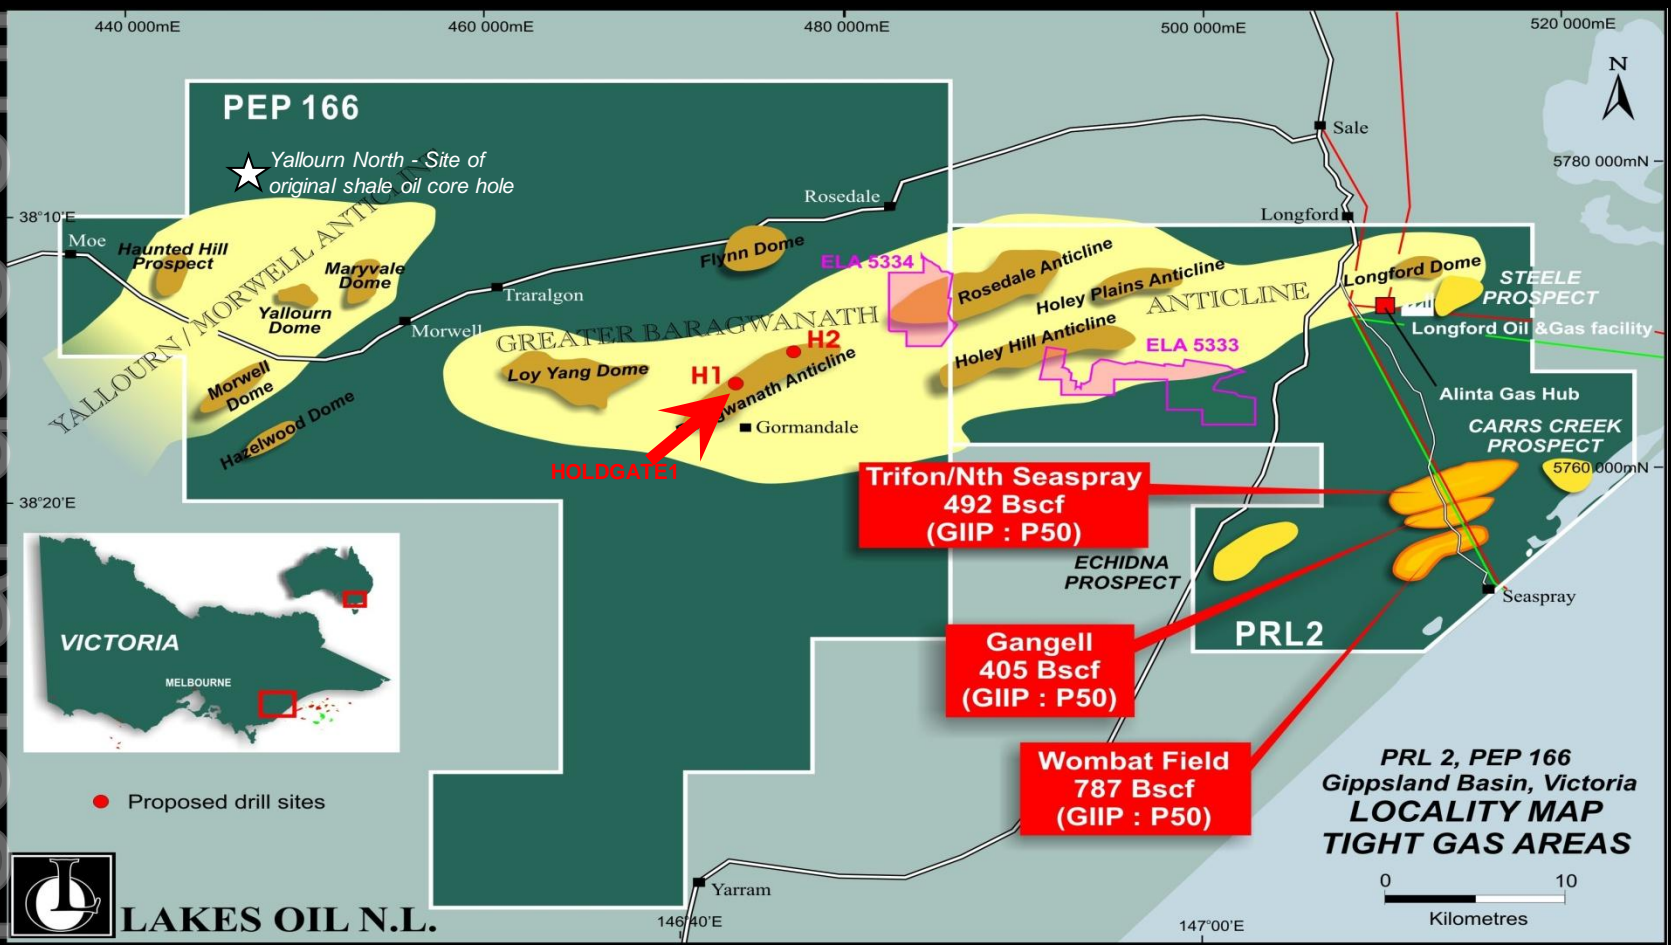 440 000mE
460 000mE
480 000mE
500 000mE
520 000mE
N
PEP 166
Yallourn North - Site of
original shale oil core hole
Sale
5780 000mN
Rosedale
Longford
38°10'E
Moe
Haunted Hill
Prospect
Maryvale
Dome
Yallourn
Dome
YALLOURN / MORWELL ANTICLINE
Flynn Dome
ELA 5334
Rosedale Anticline
Holey Plains Anticline
Longford Dome
STEELE
PROSPECT
Traralgon
Morwell
GREATER BARAGWANATH
ANTICLINE
Longford Oil &Gas facility
H2
H1
Loy Yang Dome
Holey Hill Anticline
ELA 5333
Morwell
Dome
Hazelwood Dome
Gormandale
HOLDGATE1
Alinta Gas Hub
CARRS CREEK
PROSPECT
5760 000mN
38°20'E
Trifon/Nth Seaspray
492 Bscf
(GIIP : P50)
ECHIDNA
PROSPECT
Seaspray
PRL2
Gangell
405 Bscf
(GIIP : P50)
VICTORIA
MELBOURNE
Wombat Field
787 Bscf
(GIIP : P50)
PRL 2, PEP 166
Gippsland Basin, Victoria
LOCALITY MAP
TIGHT GAS AREAS
Proposed drill sites
0
10
Kilometres
Yarram
LAKES OIL N.L.
146°40'E
147°00'E